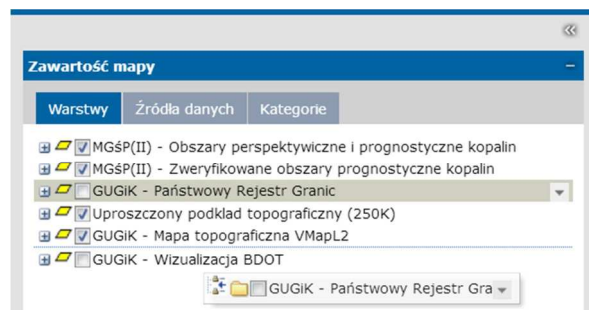 Zawartość mapy
Warstwy Źródła danych Kategorie
MGśP(II) - Obszary perspektywiczne i prognostyczne kopalin
MGśP(II) - Zweryfikowane obszary prognostyczne kopalin
GUGiK - Państwowy Rejestr Granic
Uproszczony podkład topograficzny (250K)
GUGiK - Mapa topograficzna VMapL2
GUGiK - Wizualizacja BDOT
GUGiK - Państwowy Rejestr Gra